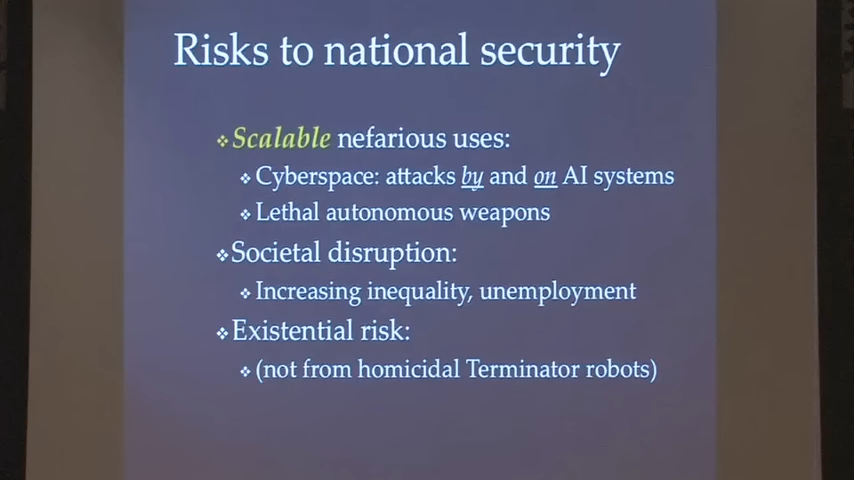 Risks to national security
❖Scalable nefarious uses:
❖Cyberspace: attacks by and on AI systems
❖Lethal autonomous weapons
❖Societal disruption:
❖Increasing inequality, unemployment
❖Existential risk:
❖(not from homicidal Terminator robots)